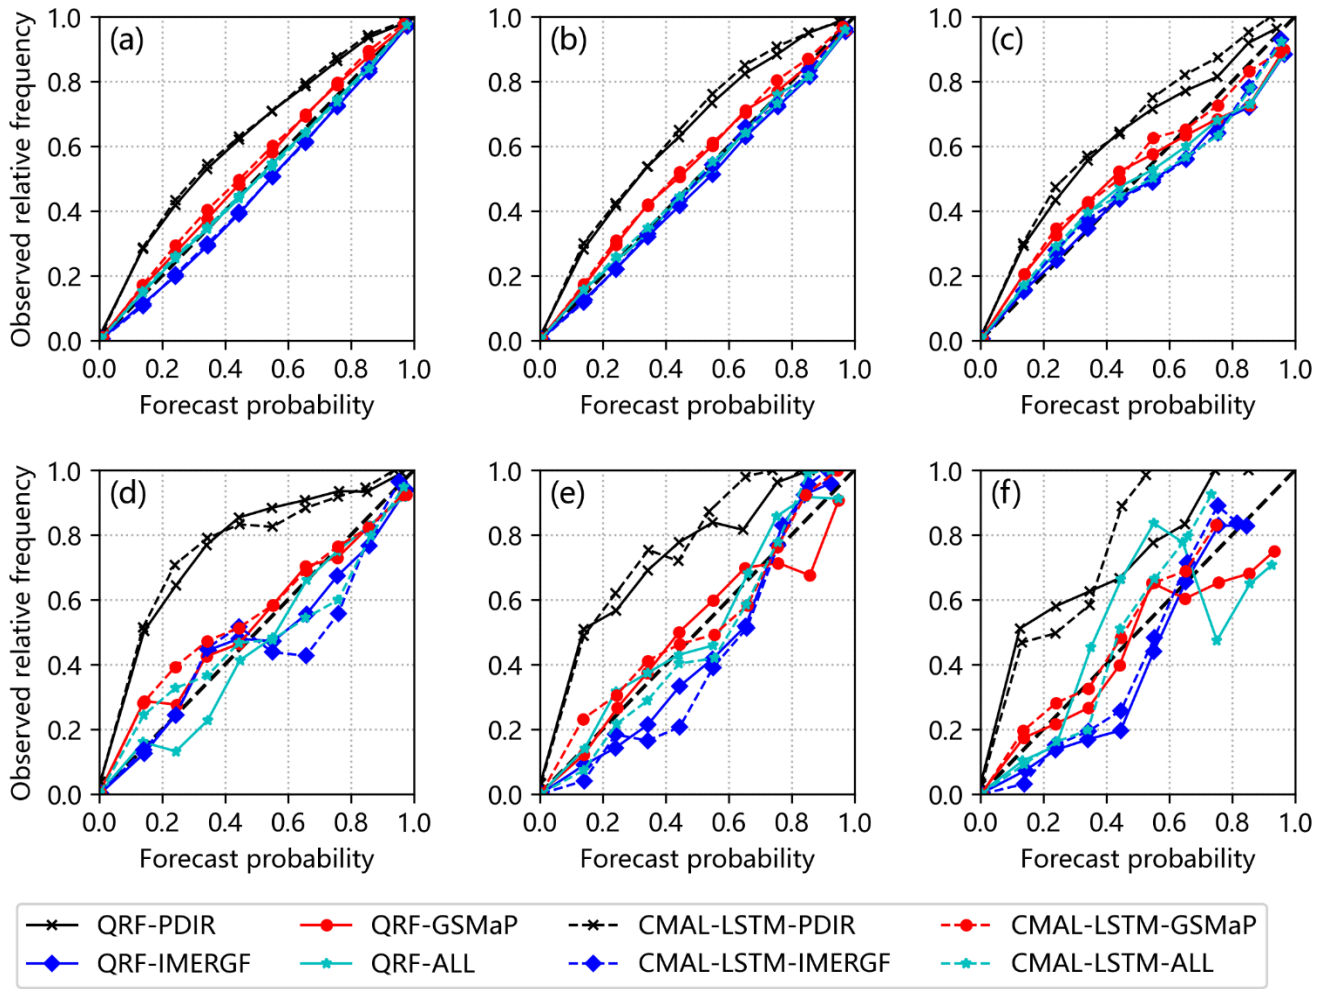 (a)
Observed relative frequency
1.0
0.8
0.6
0.4
0.2
0.0
0.0 0.2 0.4 0.6 0.8 1.0
Forecast probability
(b)
1.0
0.8
0.6
0.4
0.2
0.0
0.0 0.2 0.4 0.6 0.8 1.0
Forecast probability
(c)
1.0
0.8
0.6
0.4
0.2
0.0
0.0 0.2 0.4 0.6 0.8 1.0
Forecast probability
(d)
Observed relative frequency
1.0
0.8
0.6
0.4
0.2
0.0
0.0 0.2 0.4 0.6 0.8 1.0
Forecast probability
(e)
1.0
0.8
0.6
0.4
0.2
0.0
0.0 0.2 0.4 0.6 0.8 1.0
Forecast probability
(f)
1.0
0.8
0.6
0.4
0.2
0.0
0.0 0.2 0.4 0.6 0.8 1.0
Forecast probability
QRF-PDIR QRF-GSMaP CMAL-LSTM-PDIR CMAL-LSTM-GSMaP
QRF-IMERGF QRF-ALL CMAL-LSTM-IMERGF CMAL-LSTM-ALL